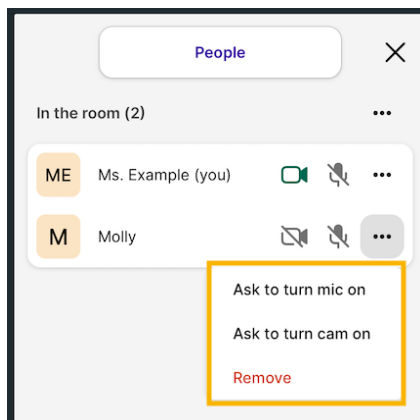 People
In the room (2)
ME Ms. Example (you)
M Molly
Ask to turn mic on
Ask to turn cam on
Remove